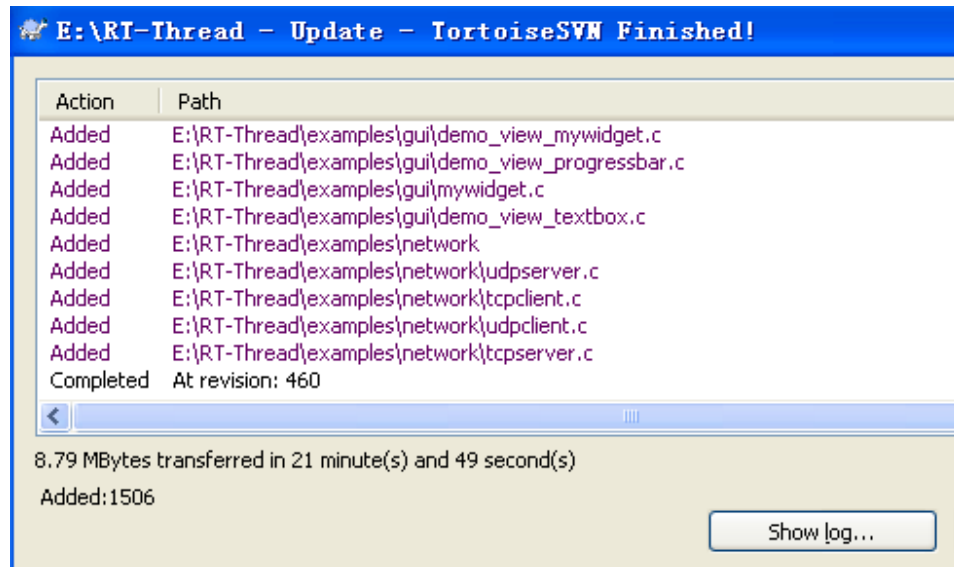 E:\RT-Thread - Update - TortoiseSVN Finished!
Action Path
Added E:\RT-Thread\examples\gui\demo_view_mywidget.c
Added E:\RT-Thread\examples\gui\demo_view_progressbar.c
Added E:\RT-Thread\examples\gui\mywidget.c
Added E:\RT-Thread\examples\gui\demo_view_textbox.c
Added E:\RT-Thread\examples\network
Added E:\RT-Thread\examples\network\udpserver.c
Added E:\RT-Thread\examples\network\tcpclient.c
Added E:\RT-Thread\examples\network\udpclient.c
Added E:\RT-Thread\examples\network\tcpserver.c
Completed At revision: 460
8.79 MBytes transferred in 21 minute(s) and 49 second(s)
Added:1506
Show log...